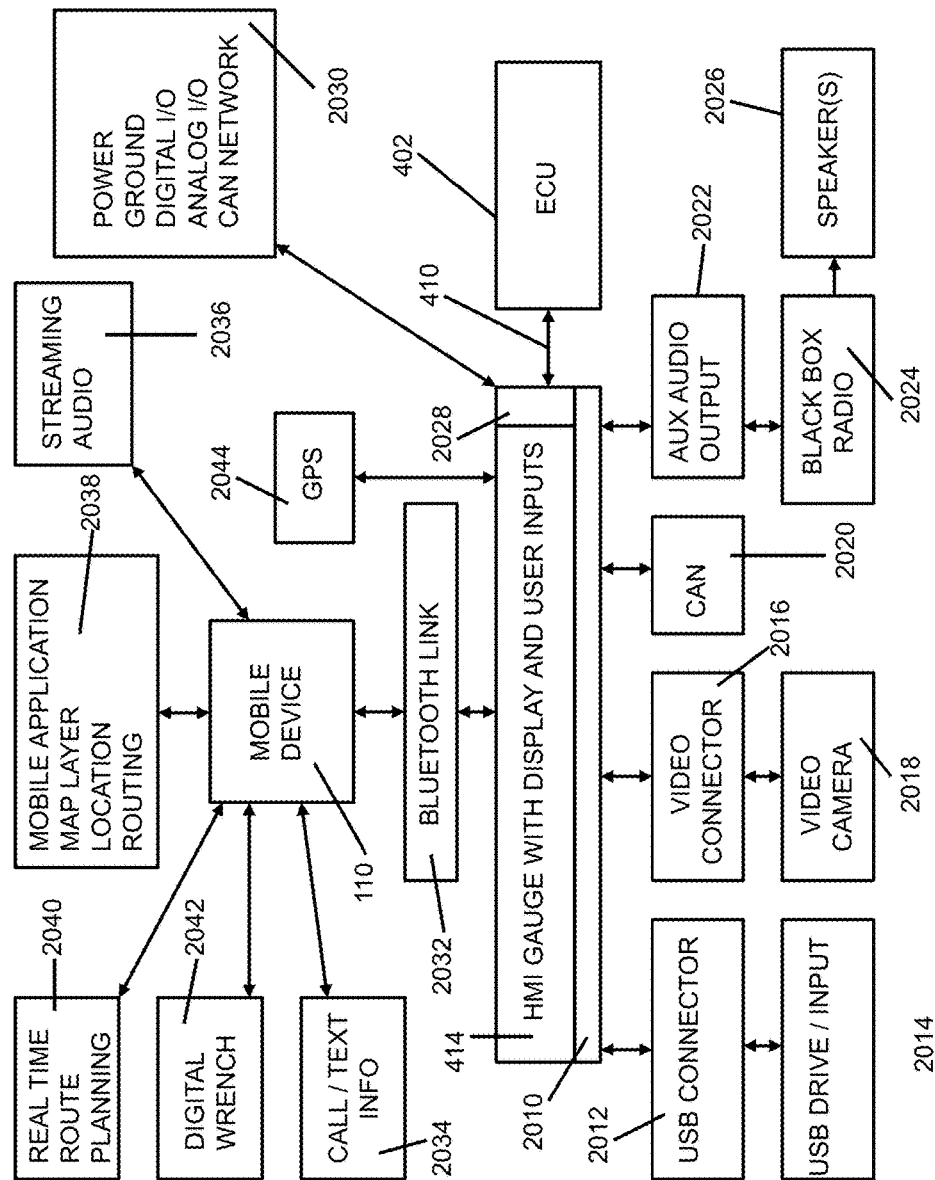 REAL TIME
ROUTE
PLANNING
2040
DIGITAL
WRENCH
2042
CALL / TEXT
INFO
2034
MOBILE APPLICATION
MAP LAYER
LOCATION
ROUTING
2038
STREAMING
AUDIO
2036
POWER
GROUND
DIGITAL I/O
ANALOG I/O
CAN NETWORK
2030
MOBILE
DEVICE
110
BLUETOOTH LINK
2032
GPS
2044
HMI GAUGE WITH DISPLAY AND USER INPUTS
414
2010
2028
410
ECU
402
USB CONNECTOR
2012
USB DRIVE / INPUT
2014
VIDEO
CONNECTOR
2016
VIDEO
CAMERA
2018
CAN
2020
AUX AUDIO
OUTPUT
2022
BLACK BOX
RADIO
2024
SPEAKER(S)
2026